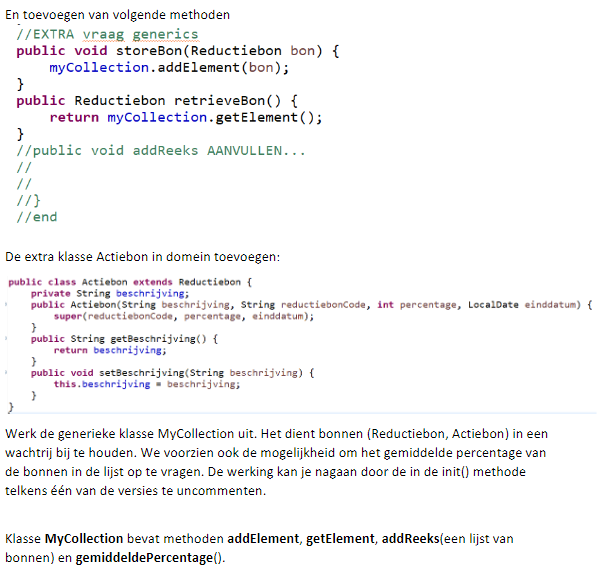 En toevoegen van volgende methoden
//EXTRA vraag generics
public void storeBon(Reductiebon bon) {
myCollection.addElement(bon);
}
public Reductiebon retrieveBon() {
return myCollection.getElement();
}
//public void addReeks AANVULLEN...
//
//
//}
//end
De extra klasse Actiebon in domein toevoegen:
public class Actiebon extends Reductiebon {
private String beschrijving;
public Actiebon(String beschrijving, String reductiebonCode, int percentage, LocalDate einddatum) {
super(reductiebonCode, percentage, einddatum);
}
public String getBeschrijving() {
return beschrijving;
}
public void setBeschrijving(String beschrijving) {
this.beschrijving = beschrijving;
}
}
Werk de generieke klasse MyCollection uit. Het dient bonnen (Reductiebon, Actiebon) in een
wachtrij bij te houden. We voorzien ook de mogelijkheid om het gemiddelde percentage van
de bonnen in de lijst op te vragen. De werking kan je nagaan door de in de init() methode
telkens één van de versies te uncommenten.
Klasse MyCollection bevat methoden addElement, getElement, addReeks(een lijst van
bonnen) en gemiddeldePercentage().